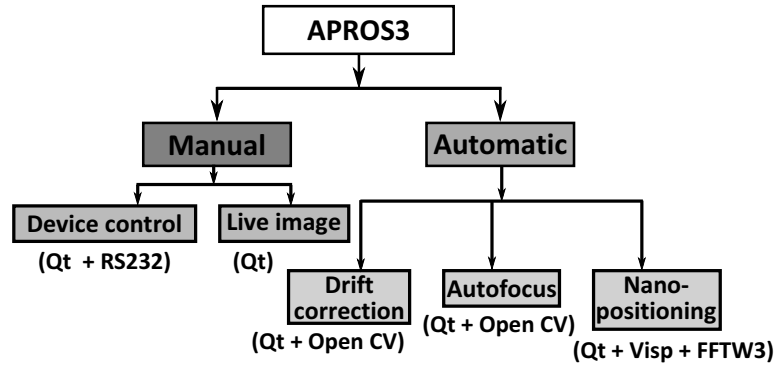 APROS3
Manual
Automatic
Device control
(Qt + RS232)
Live image
(Qt)
Drift
correction
(Qt + Open CV)
Autofocus
(Qt + Open CV)
Nano-
positioning
(Qt + Visp + FFTW3)